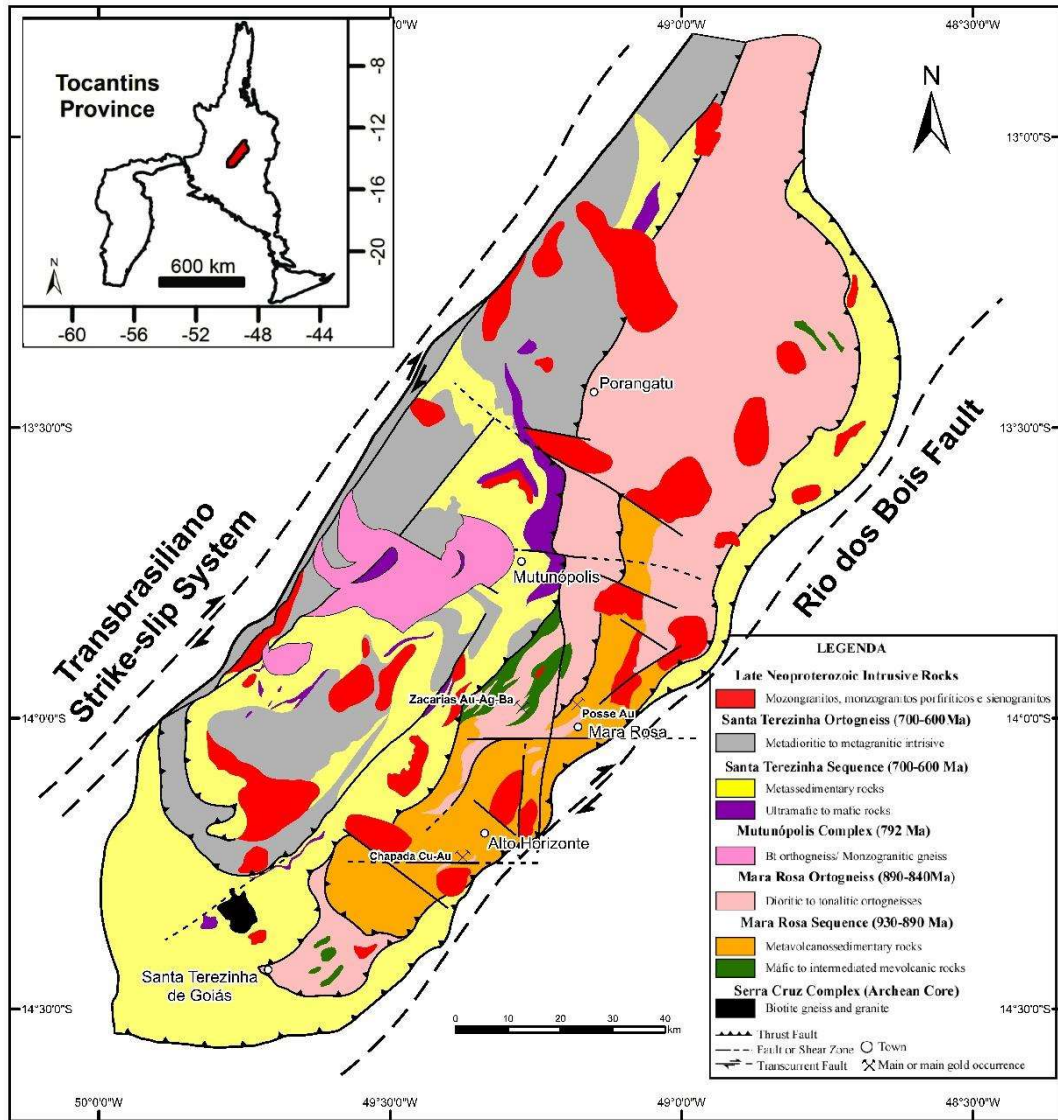 50°0'0"W
49°0'0"W
48°30'0"W
Tocantins
Province
-8
-12
-16
-20
600 km
N
-60
-56
-52
-48
-44
N
13°0'0"S
13°0'0"S
13°30'0"S
13°30'0"S
14°0'0"S
14°0'0"S
14°30'0"S
14°30'0"S
Porangatu
Transbrasiliano
Strike-slip System
Rio dos Bois Fault
Mutunópolis
Zacarias Au-Ag-Ba
Posse Au
Mara Rosa
Alto Horizonte
Chapada Cu-Au
Santa Terezinha
de Goiás
0 10 20 30 40
km
LEGENDA
Late Neoproterozoic Intrusive Rocks
Mozongranitos, monzogranitos porfiríticos e sienogranitos
Santa Terezinha Ortogneiss (700-600Ma)
Metadioritic to metagranitic intrisive
Santa Terezinha Sequence (700-600 Ma)
Metassedimentary rocks
Ultramafic to mafic rocks
Mutunópolis Complex (792 Ma)
Bt orthogneiss/ Monzogranitic gneiss
Mara Rosa Ortogneiss (890-840Ma)
Dioritic to tonalitic ortogneisses
Mara Rosa Sequence (930-890 Ma)
Metavolcanossedimentary rocks
Mafic to intermediated mevolcanic rocks
Serra Cruz Complex (Archean Core)
Biotite gneiss and granite
Thrust Fault
Fault or Shear Zone
Town
Transcurrent Fault
Main or main gold occurrence
50°0'0"W
49°30'0"W
49°0'0"W
48°30'0"W